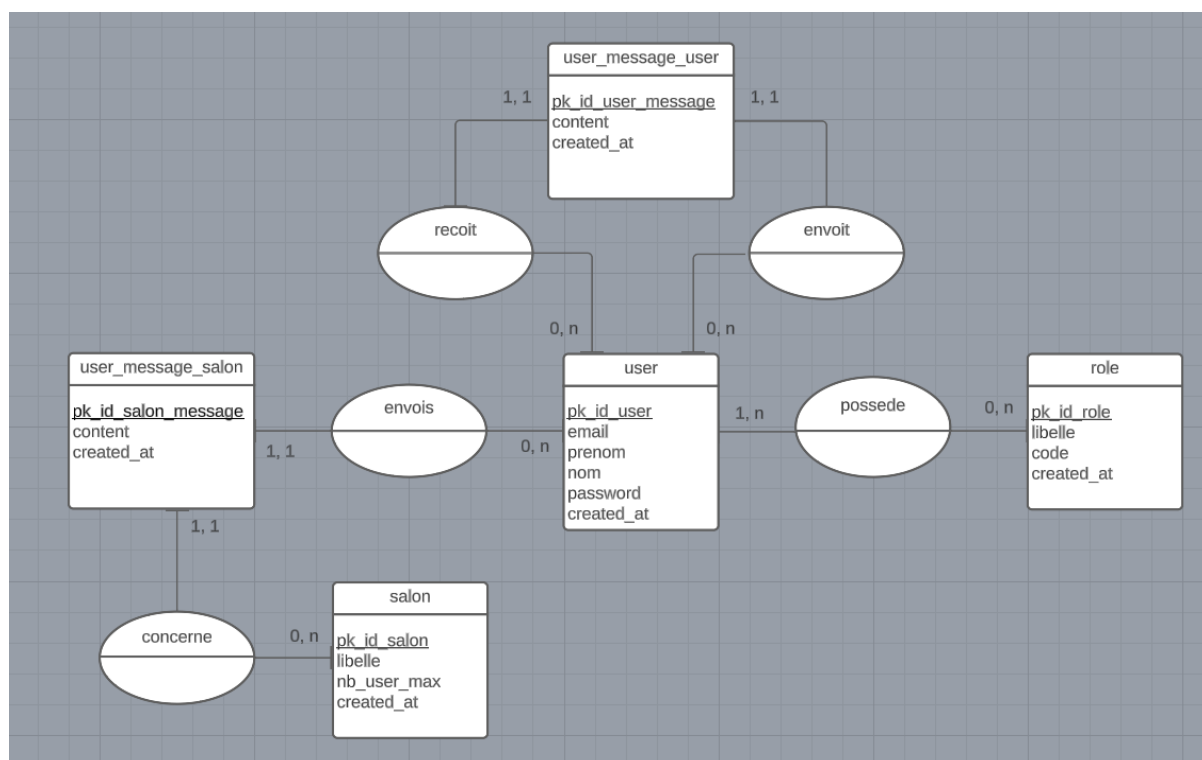 user_message_user
1, 1
pk_id_user_message
1, 1
content
created_at
recoit
envoit
0, n
0, n
user_message_salon
pk_id_salon_message
content
created_at
1, 1
envois
0, n
user
pk_id_user
email
prenom
nom
password
created_at
1, n
possede
0, n
role
pk_id_role
libelle
code
created_at
1, 1
concerne
0, n
salon
pk_id_salon
libelle
nb_user_max
created_at